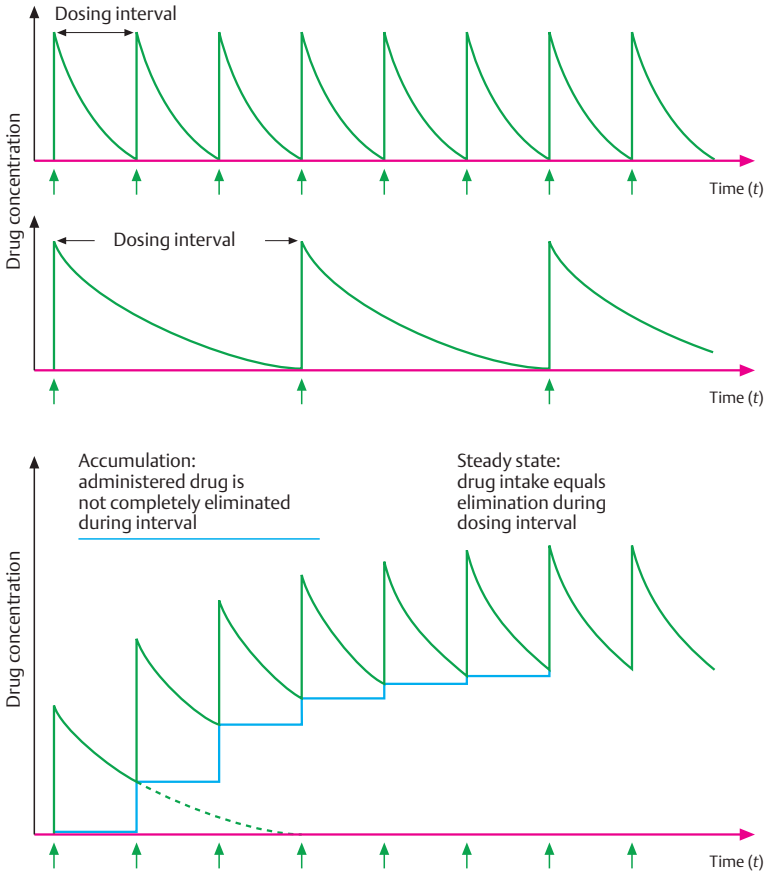 Dosing interval
Drug concentration
Time (t)
Dosing interval
Time (t)
Accumulation:
administered drug is
not completely eliminated
during interval
Steady state:
drug intake equals
elimination during
dosing interval
Drug concentration
Time (t)